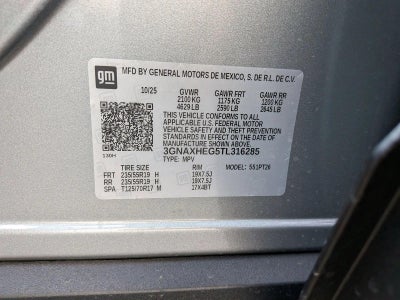 gm
MFD BY GENERAL MOTORS DE MEXICO, S. DE R.L. DE C.V.
10/25 GVWR GAWR FRT GAWR RR
2100 KG 1175 KG 1200 KG
4629 LB 2590 LB 2645 LB
THIS VEHICLE CONFORMS TO ALL
APPLICABLE U.S. FEDERAL MOTOR
VEHICLE SAFETY AND THEFT PREVENTION
STANDARDS IN EFFECT ON THE DATE OF
MANUFACTURE SHOWN ABOVE.
130H 3GNAXHEG5TL316285
TYPE: MPV
TIRE SIZE RIM MODEL: 5S1PT26
FRT 235/55R19 H 19X7.5J
RR 235/55R19 H 19X7.5J
SPA T125/70R17 M 17X4BT